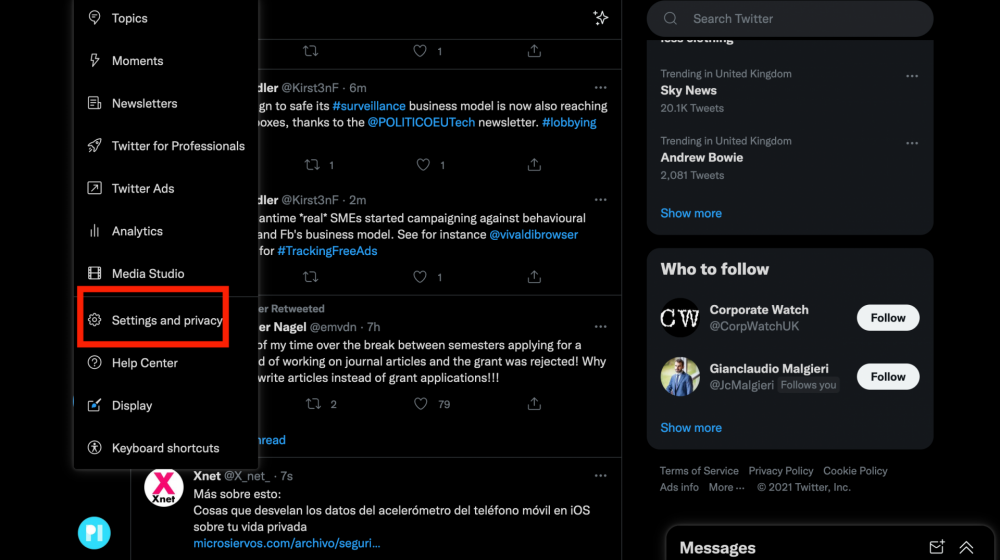 Topics
Moments
Newsletters
Twitter for Professionals
Twitter Ads
Analytics
Media Studio
Settings and privacy
Help Center
Display
Keyboard shortcuts
1
dler @Kirst3nF · 6m
gn to safe its #surveillance business model is now also reaching
boxes, thanks to the @POLITICOEUTech newsletter. #lobbying
1 1
dler @Kirst3nF · 2m
antime *real* SMEs started campaigning against behavioural
and Fb's business model. See for instance @vivaldibrowser
for #TrackingFreeAds
1
er Retweeted
er Nagel @emvdn · 7h
of my time over the break between semesters applying for a
d of working on journal articles and the grant was rejected! Why
write articles instead of grant applications!!!
2 79
hread
X
Xnet
Xnet @X_net_ · 7s
Más sobre esto:
Cosas que desvelan los datos del acelerómetro del teléfono móvil en iOS
sobre tu vida privada
microsiervos.com/archivo/seguri...
PI
Search Twitter
less clothing
Trending in United Kingdom
Sky News
20.1K Tweets
Trending in United Kingdom
Andrew Bowie
2,081 Tweets
Show more
Who to follow
CW
Corporate Watch
@CorpWatchUK
Follow
Gianclaudio Malgieri
@JcMalgieri Follows you
Follow
Show more
Terms of Service Privacy Policy Cookie Policy
Ads info More ··· © 2021 Twitter, Inc.
Messages